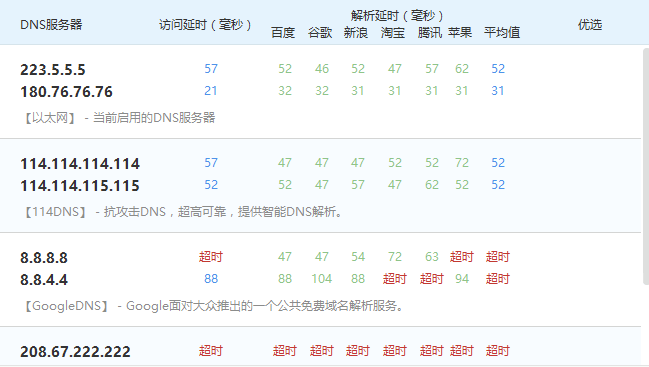 DNS服务器 访问延时（毫秒） 解析延时（毫秒） 优选
百度 谷歌 新浪 淘宝 腾讯 苹果 平均值
223.5.5.5 57 52 46 52 47 57 62 52
180.76.76.76 21 32 32 31 31 31 31 31
【以太网】 - 当前启用的DNS服务器
114.114.114.114 57 47 47 47 52 52 72 52
114.114.115.115 52 52 47 57 47 62 52 52
【114DNS】 - 抗攻击DNS，超高可靠，提供智能DNS解析。
8.8.8.8 超时 47 47 54 72 63 超时 超时
8.8.4.4 88 88 104 88 超时 超时 94 超时
【GoogleDNS】 - Google面对大众推出的一个公共免费域名解析服务。
208.67.222.222 超时 超时 超时 超时 超时 超时 超时 超时